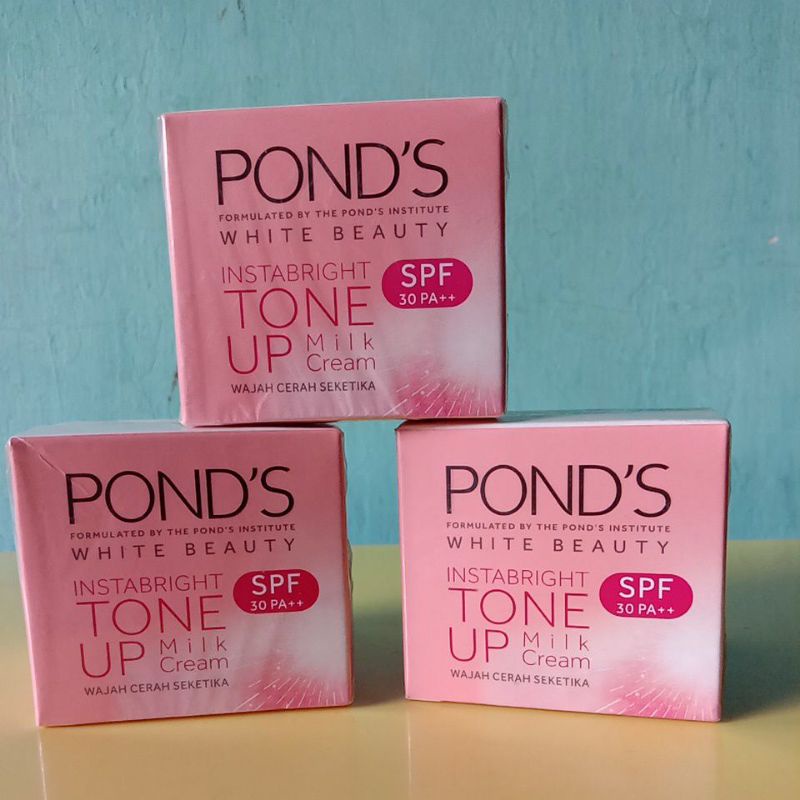 POND'S
FORMULATED BY THE POND'S INSTITUTE
WHITE BEAUTY
INSTABRIGHT
TONE
UP Milk
Cream
SPF
30 PA++
WAJAH CERAH SEKETIKA
POND'S
FORMULATED BY THE POND'S INSTITUTE
WHITE BEAUTY
INSTABRIGHT
TONE
UP Milk
Cream
SPF
30 PA++
WAJAH CERAH SEKETIKA
POND'S
FORMULATED BY THE POND'S INSTITUTE
WHITE BEAUTY
INSTABRIGHT
TONE
UP Milk
Cream
SPF
30 PA++
WAJAH CERAH SEKETIKA